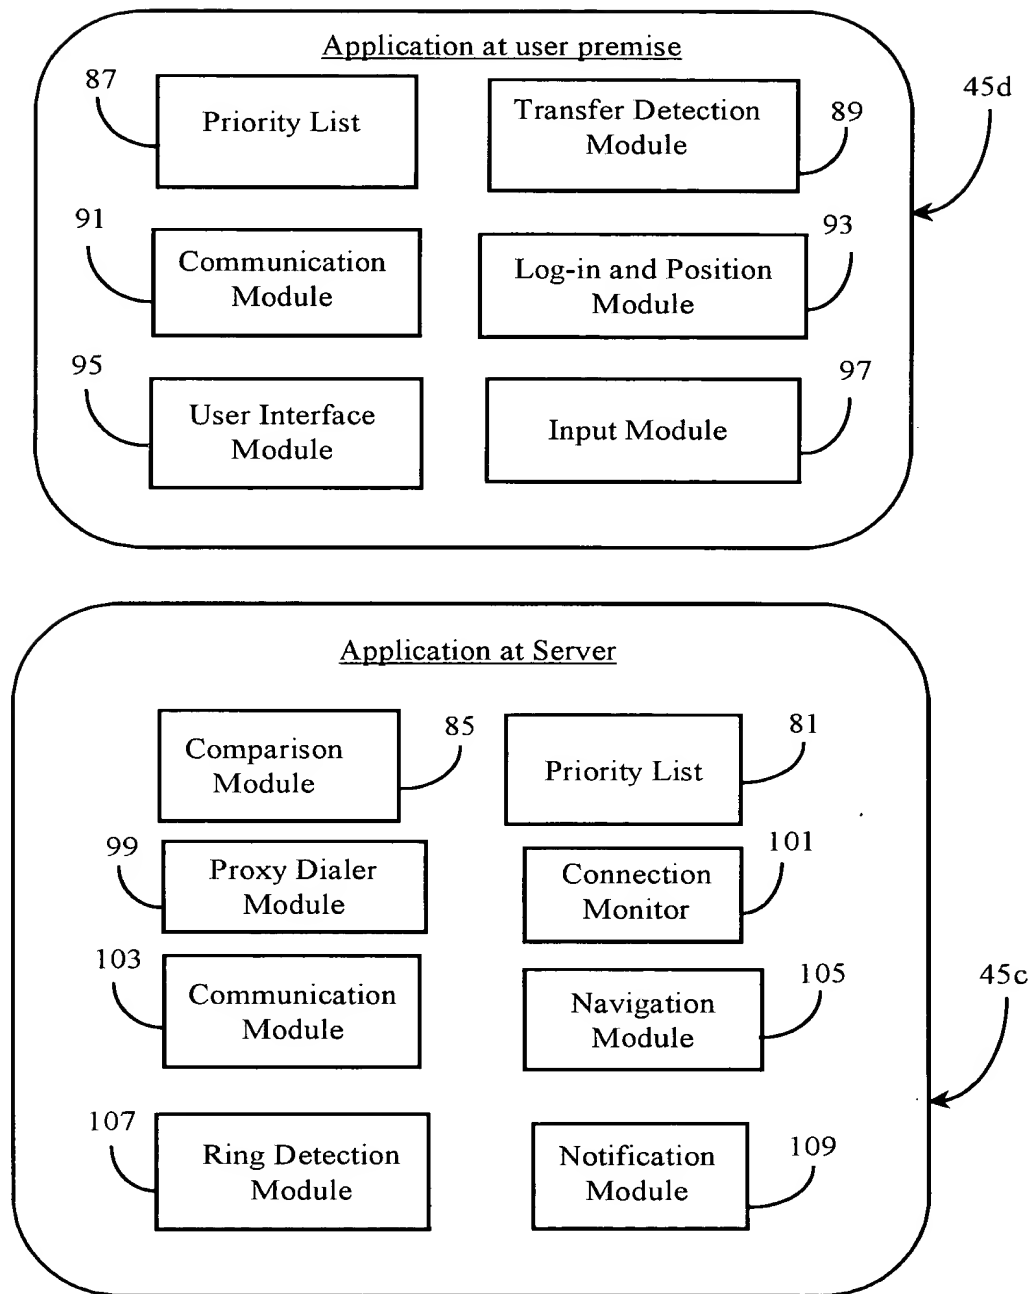 Application at user premise
87
Priority List
Transfer Detection
Module
89
45d
91
Communication
Module
93
Log-in and Position
Module
95
User Interface
Module
97
Input Module
Application at Server
Comparison
Module
85
Priority List
81
99
Proxy Dialer
Module
101
Connection
Monitor
103
Communication
Module
105
Navigation
Module
45c
107
Ring Detection
Module
Notification
Module
109